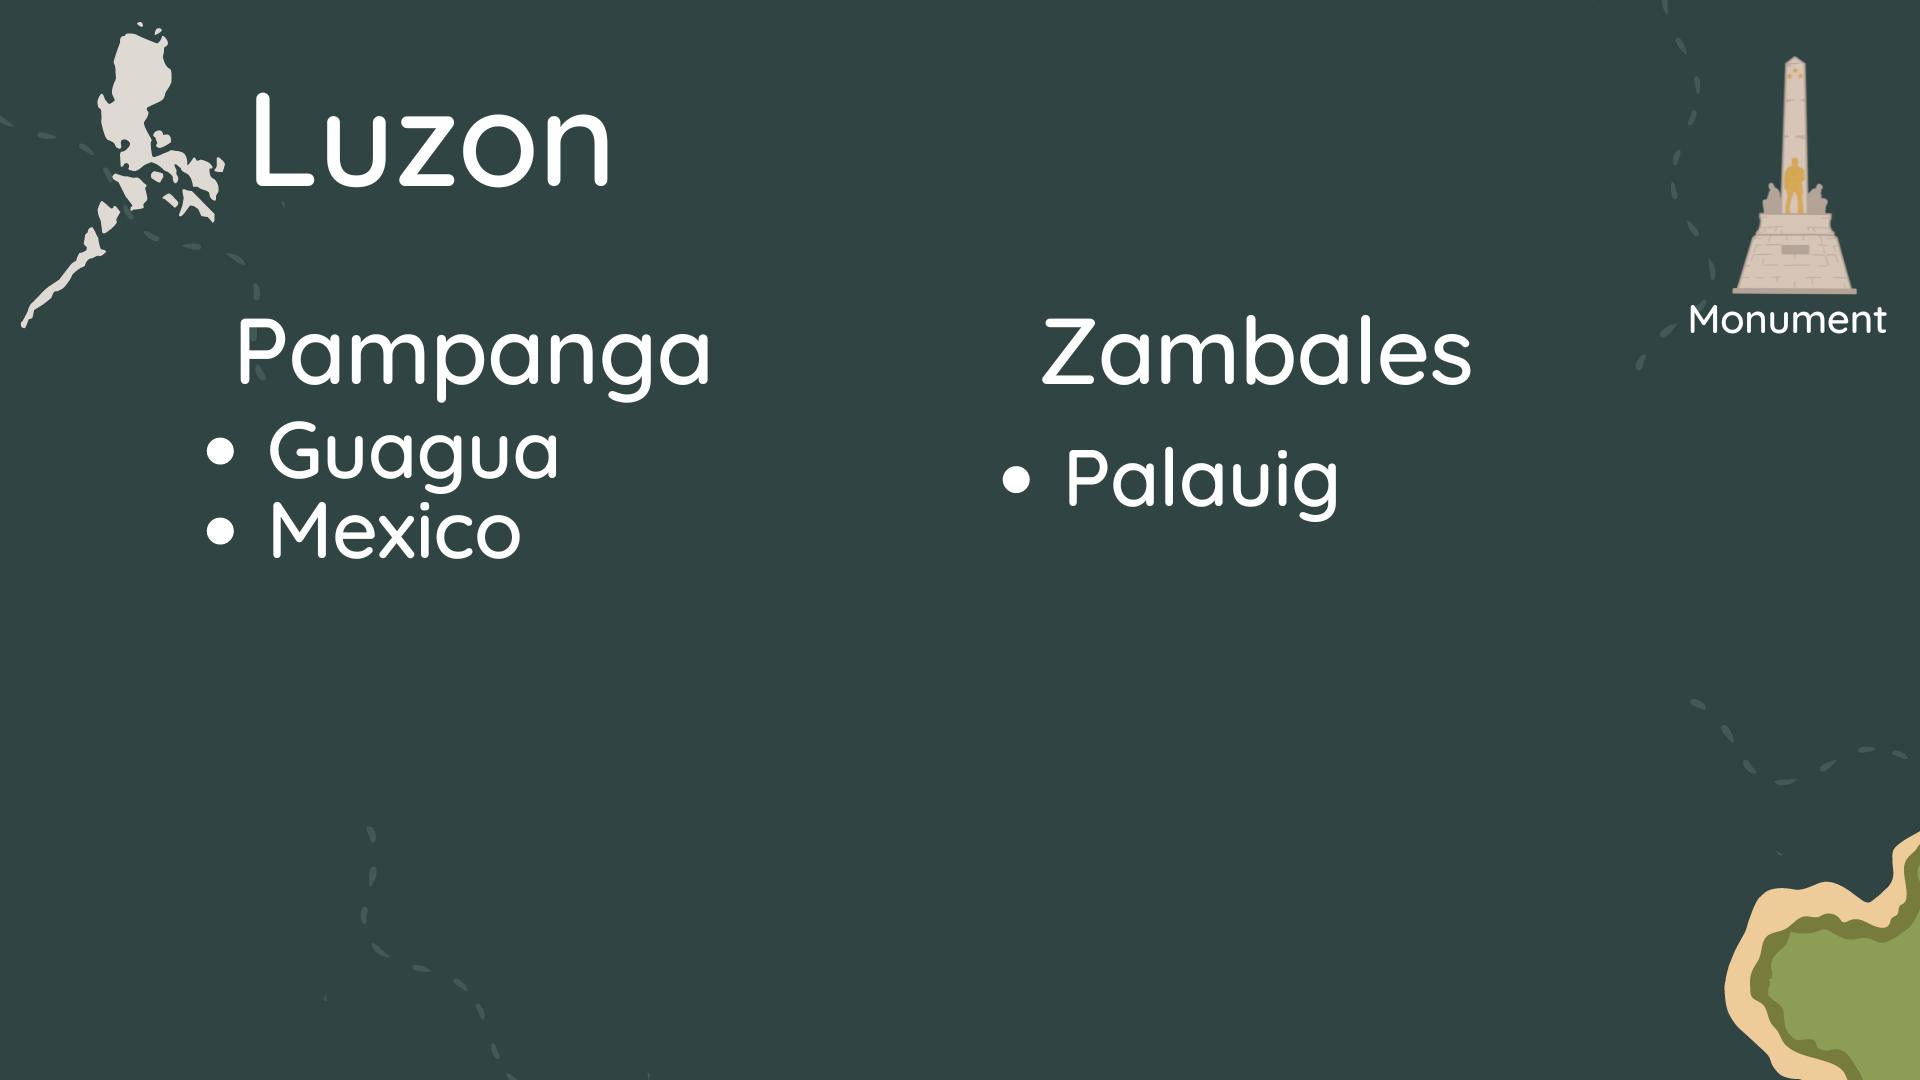 Luzon
Monument
Pampanga
• Guagua
• Mexico
Zambales
• Palauig